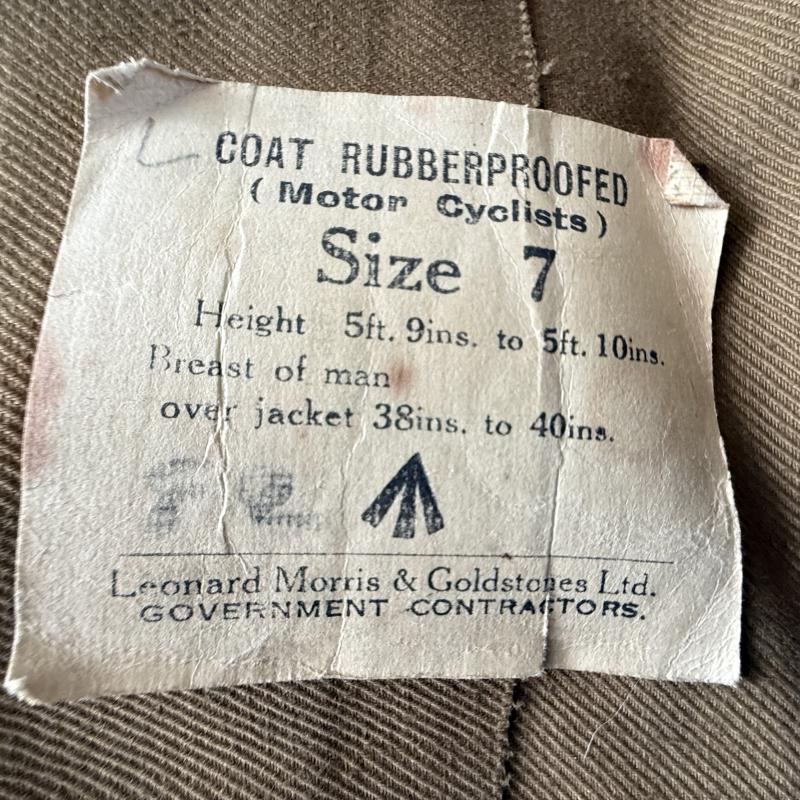 COAT RUBBERPROOFED
( Motor Cyclists )
Size 7
Height 5ft. 9ins. to 5ft. 10ins.
Breast of man
over jacket 38ins. to 40ins.
Leonard Morris & Goldstones Ltd.
GOVERNMENT CONTRACTORS.